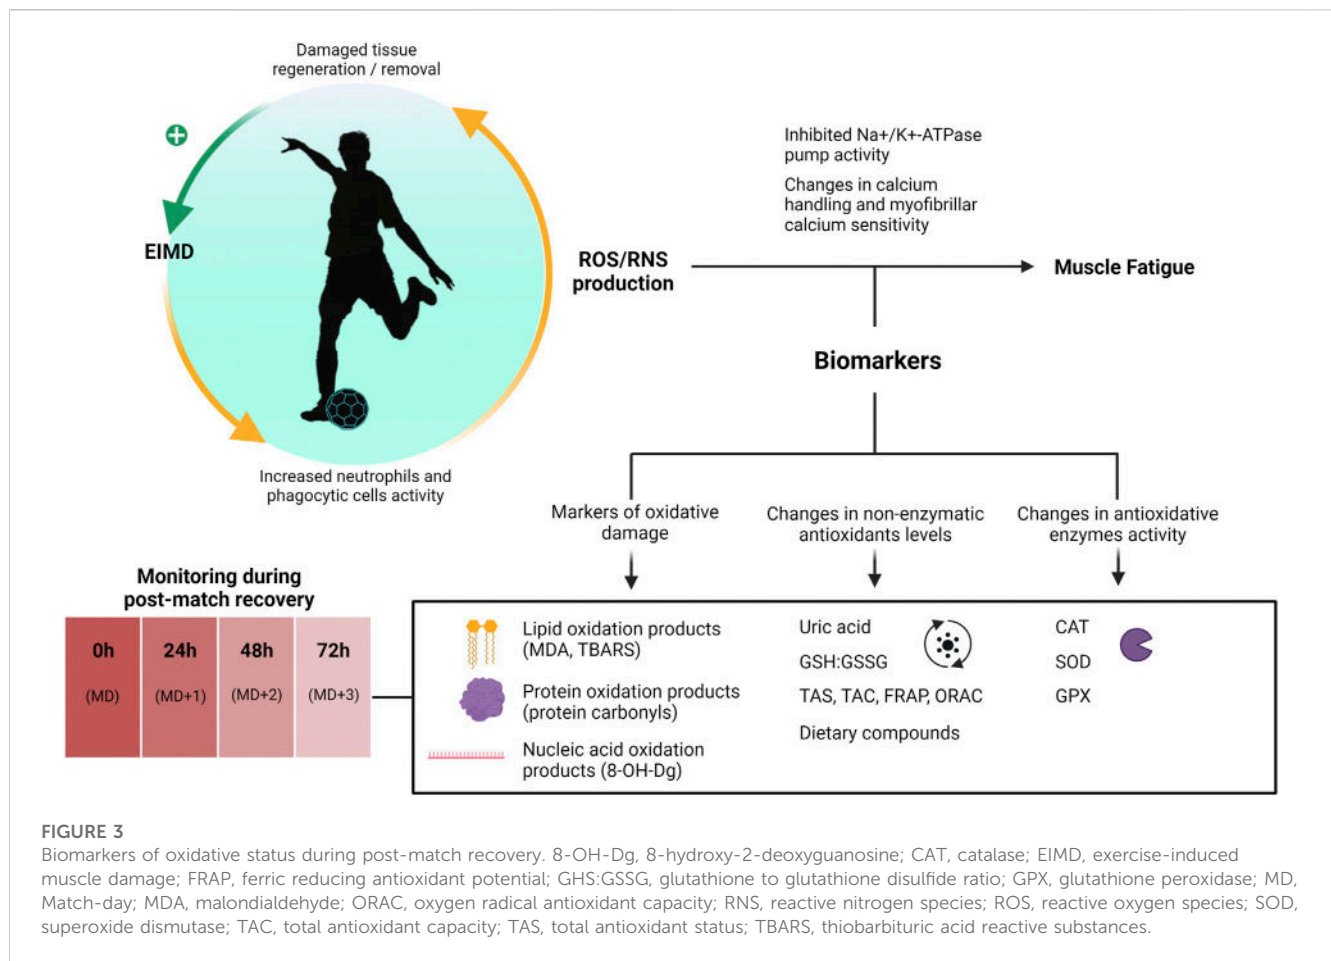 Damaged tissue
regeneration / removal
EIMD
Increased neutrophils and
phagocytic cells activity
ROS/RNS
production
Inhibited Na+/K+-ATPase
pump activity
Changes in calcium
handling and myofibrillar
calcium sensitivity
Muscle Fatigue
Biomarkers
Markers of oxidative
damage
Changes in non-enzymatic
antioxidants levels
Changes in antioxidative
enzymes activity
Monitoring during
post-match recovery
0h 24h 48h 72h
(MD) (MD+1) (MD+2) (MD+3)
Lipid oxidation products
(MDA, TBARS)
Protein oxidation products
(protein carbonyls)
Nucleic acid oxidation
products (8-OH-Dg)
Uric acid
GSH:GSSG
TAS, TAC, FRAP, ORAC
Dietary compounds
CAT
SOD
GPX
FIGURE 3
Biomarkers of oxidative status during post-match recovery. 8-OH-Dg, 8-hydroxy-2-deoxyguanosine; CAT, catalase; EIMD, exercise-induced
muscle damage; FRAP, ferric reducing antioxidant potential; GHS:GSSG, glutathione to glutathione disulfide ratio; GPX, glutathione peroxidase; MD,
Match-day; MDA, malondialdehyde; ORAC, oxygen radical antioxidant capacity; RNS, reactive nitrogen species; ROS, reactive oxygen species; SOD,
superoxide dismutase; TAC, total antioxidant capacity; TAS, total antioxidant status; TBARS, thiobarbituric acid reactive substances.